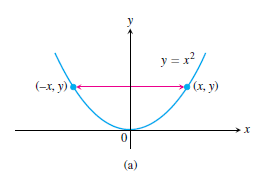 y
y = x²
(–x, y)
(x, y)
x
0
(a)